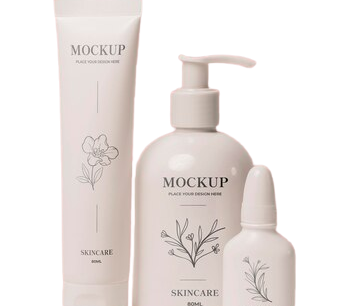 MOCKUP
PLACE YOUR DESIGN HERE
SKINCARE
80ML
MOCKUP
PLACE YOUR DESIGN HERE
SKINCARE
80ML